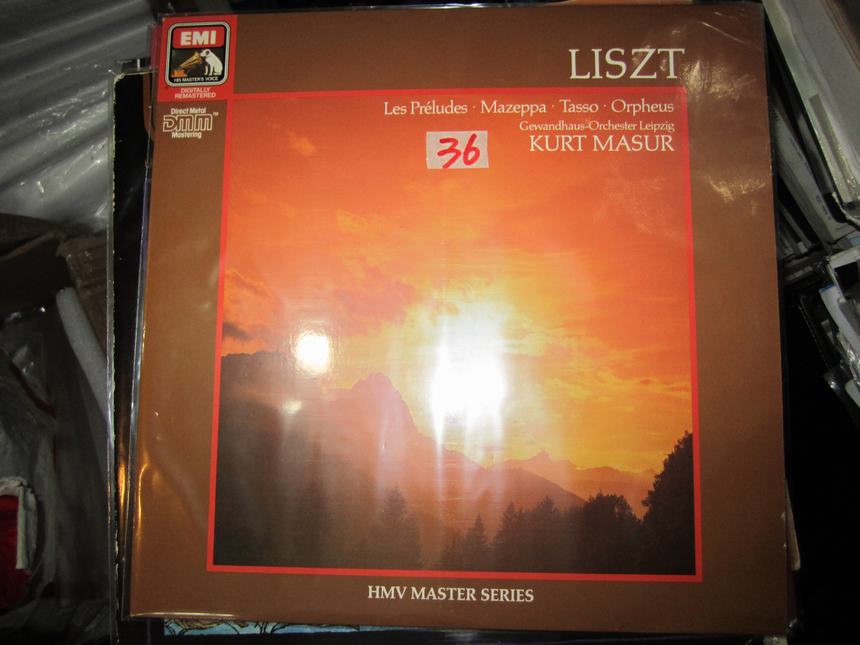 EMI
HIS MASTER'S VOICE
DIGITALLY
REMASTERED
Direct Metal
DMM™
Mastering
LISZT
Les Préludes · Mazeppa · Tasso · Orpheus
Gewandhaus-Orchester Leipzig
KURT MASUR
36
HMV MASTER SERIES